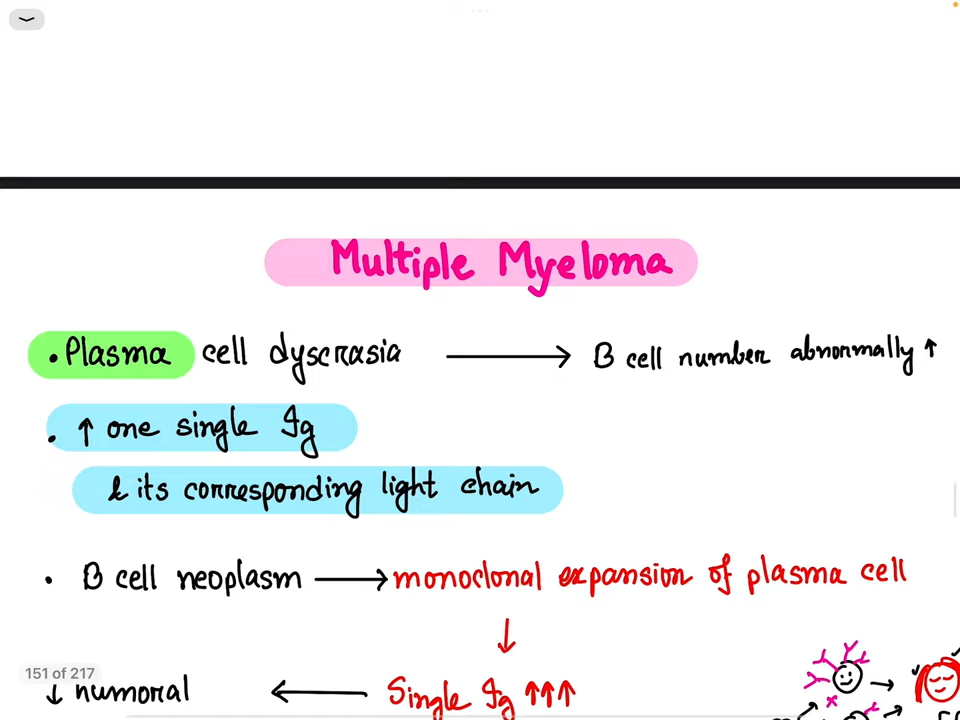 Multiple Myeloma
• Plasma cell dyscrasia → B cell number abnormally ↑
• ↑ one single Ig
& its corresponding light chain
• B cell neoplasm → monoclonal expansion of plasma cell
↓
151 of 217
↓ humoral ← Single Ig ↑↑↑